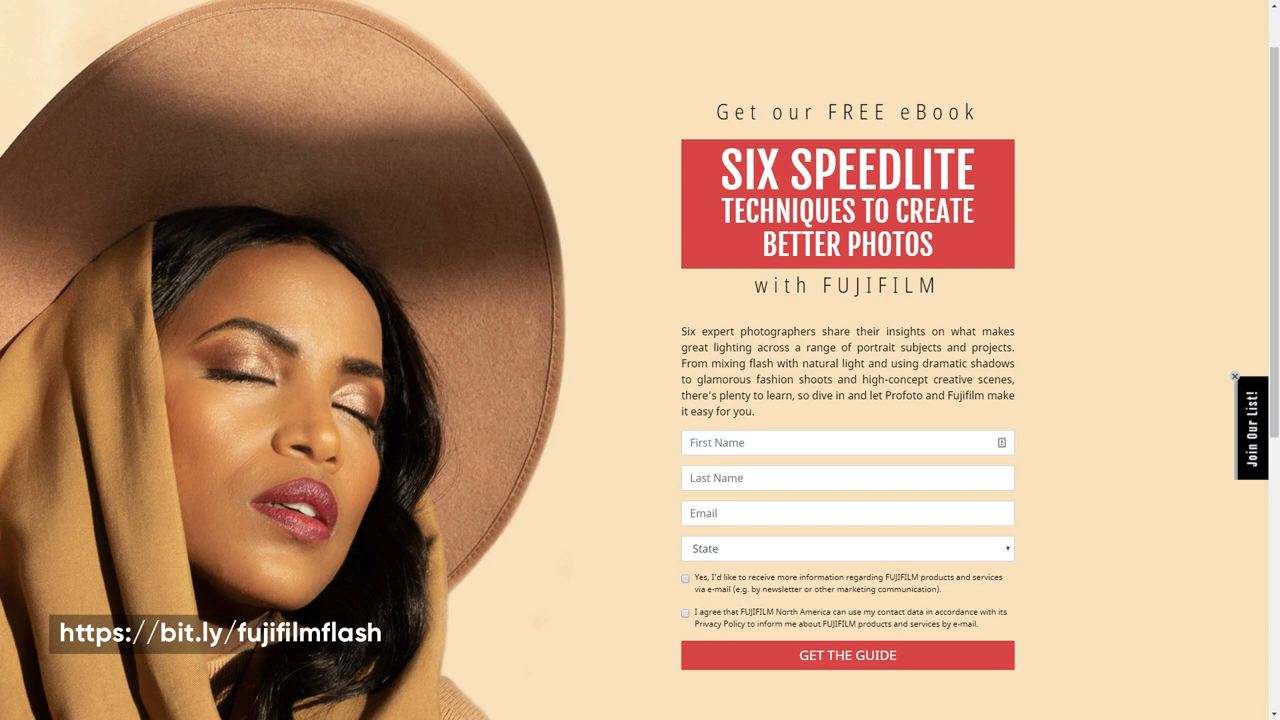 Get our FREE eBook
SIX SPEEDLITE
TECHNIQUES TO CREATE
BETTER PHOTOS
with FUJIFILM
Six expert photographers share their insights on what makes
great lighting across a range of portrait subjects and projects.
From mixing flash with natural light and using dramatic shadows
to glamorous fashion shoots and high-concept creative scenes,
there's plenty to learn, so dive in and let Profoto and Fujifilm make
it easy for you.
First Name
Last Name
Email
State
Yes, I'd like to receive more information regarding FUJIFILM products and services
via e-mail (e.g. by newsletter or other marketing communication).
I agree that FUJIFILM North America can use my contact data in accordance with its
Privacy Policy to inform me about FUJIFILM products and services by e-mail.
GET THE GUIDE
Join Our List!
https://bit.ly/fujifilmflash